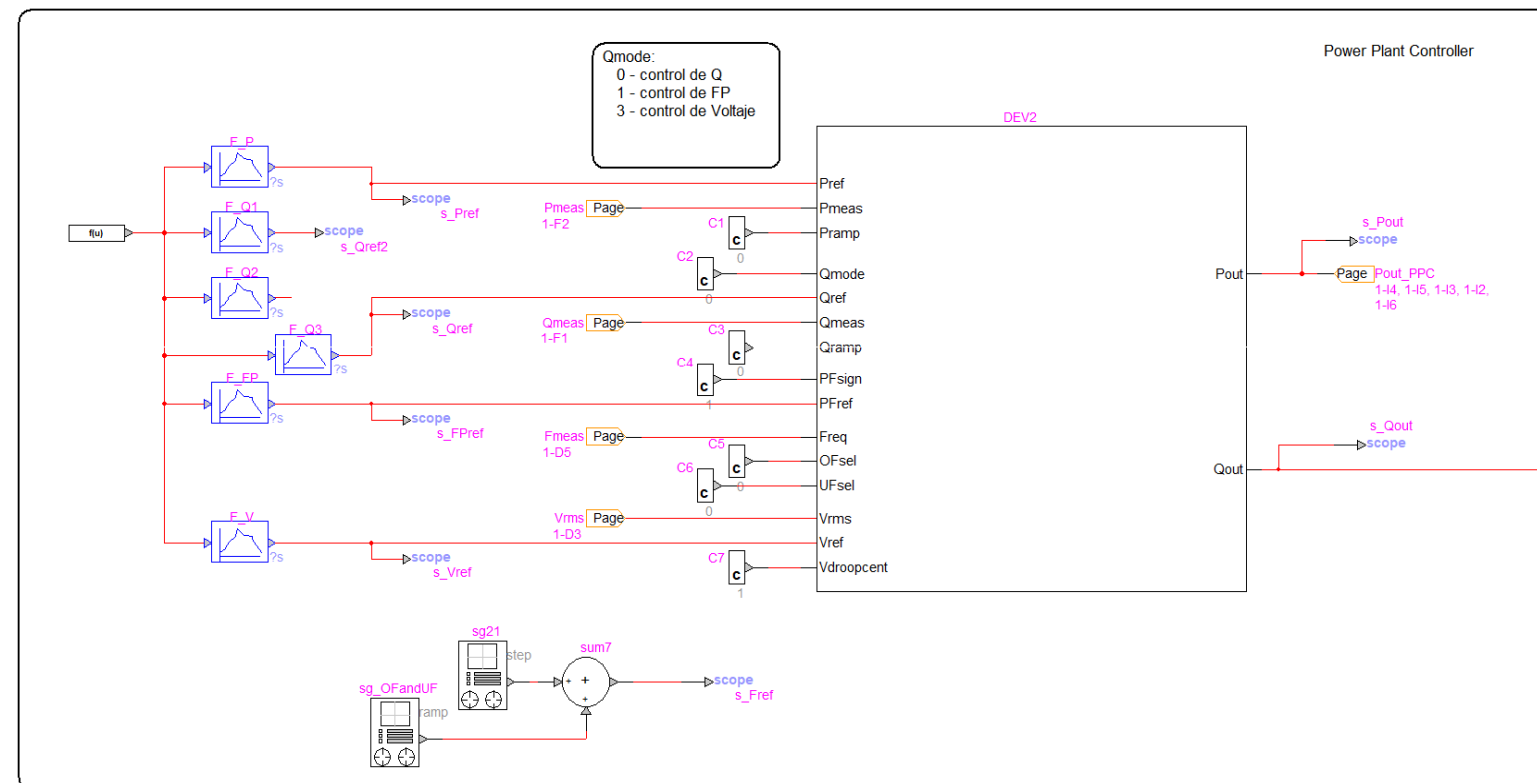 Qmode:
0 - control de Q
1 - control de FP
3 - control de Voltaje
Power Plant Controller
DEV2
f(u)
F_P
?s
scope
s_Pref
F_Q1
?s
scope
s_Qref2
F_Q2
?s
F_Q3
?s
scope
s_Qref
F_FP
?s
scope
s_FPref
F_V
?s
scope
s_Vref
Pmeas Page
1-F2
C1
c
0
C2
c
0
Qmeas Page
1-F1
C3
c
0
C4
c
1
Fmeas Page
1-D5
C5
c
0
C6
c
0
Vrms Page
1-D3
C7
c
1
Pref
Pmeas
Pramp
Qmode
Qref
Qmeas
Qramp
PFsign
PFref
Freq
OFsel
UFsel
Vrms
Vref
Vdroopcent
Pout
Qout
s_Pout
scope
Page Pout_PPC
1-I4, 1-I5, 1-I3, 1-I2,
1-I6
s_Qout
scope
sg21
step
sum7
+ +
+
scope
s_Fref
sg_OFandUF
ramp